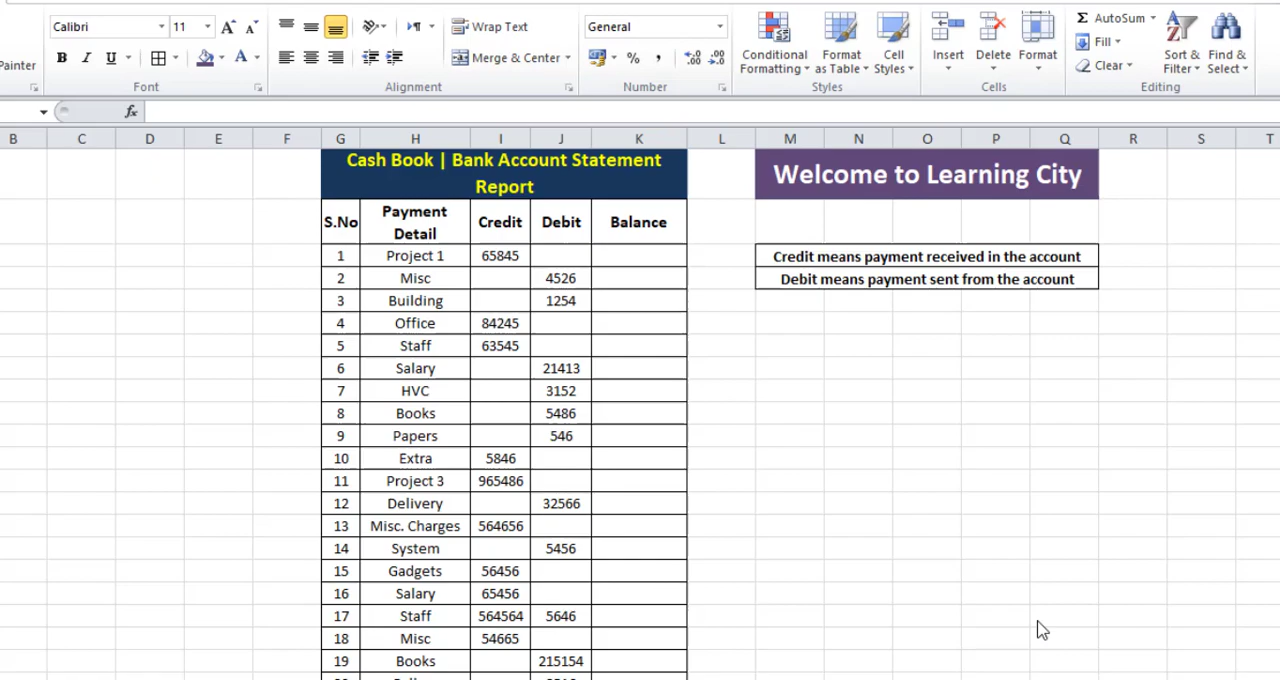 Calibri 11 Wrap Text General AutoSum
Fill
Painter Merge & Center Conditional Formatting Format as Table Cell Styles Insert Delete Format Clear Sort & Filter Find & Select
Font Alignment Number Styles Cells Editing
fx
B C D E F G H I J K L M N O P Q R S T
Cash Book | Bank Account Statement
Report
Welcome to Learning City
S.No Payment Detail Credit Debit Balance
1 Project 1 65845
Credit means payment received in the account
2 Misc 4526
Debit means payment sent from the account
3 Building 1254
4 Office 84245
5 Staff 63545
6 Salary 21413
7 HVC 3152
8 Books 5486
9 Papers 546
10 Extra 5846
11 Project 3 965486
12 Delivery 32566
13 Misc. Charges 564656
14 System 5456
15 Gadgets 56456
16 Salary 65456
17 Staff 564564 5646
18 Misc 54665
19 Books 215154